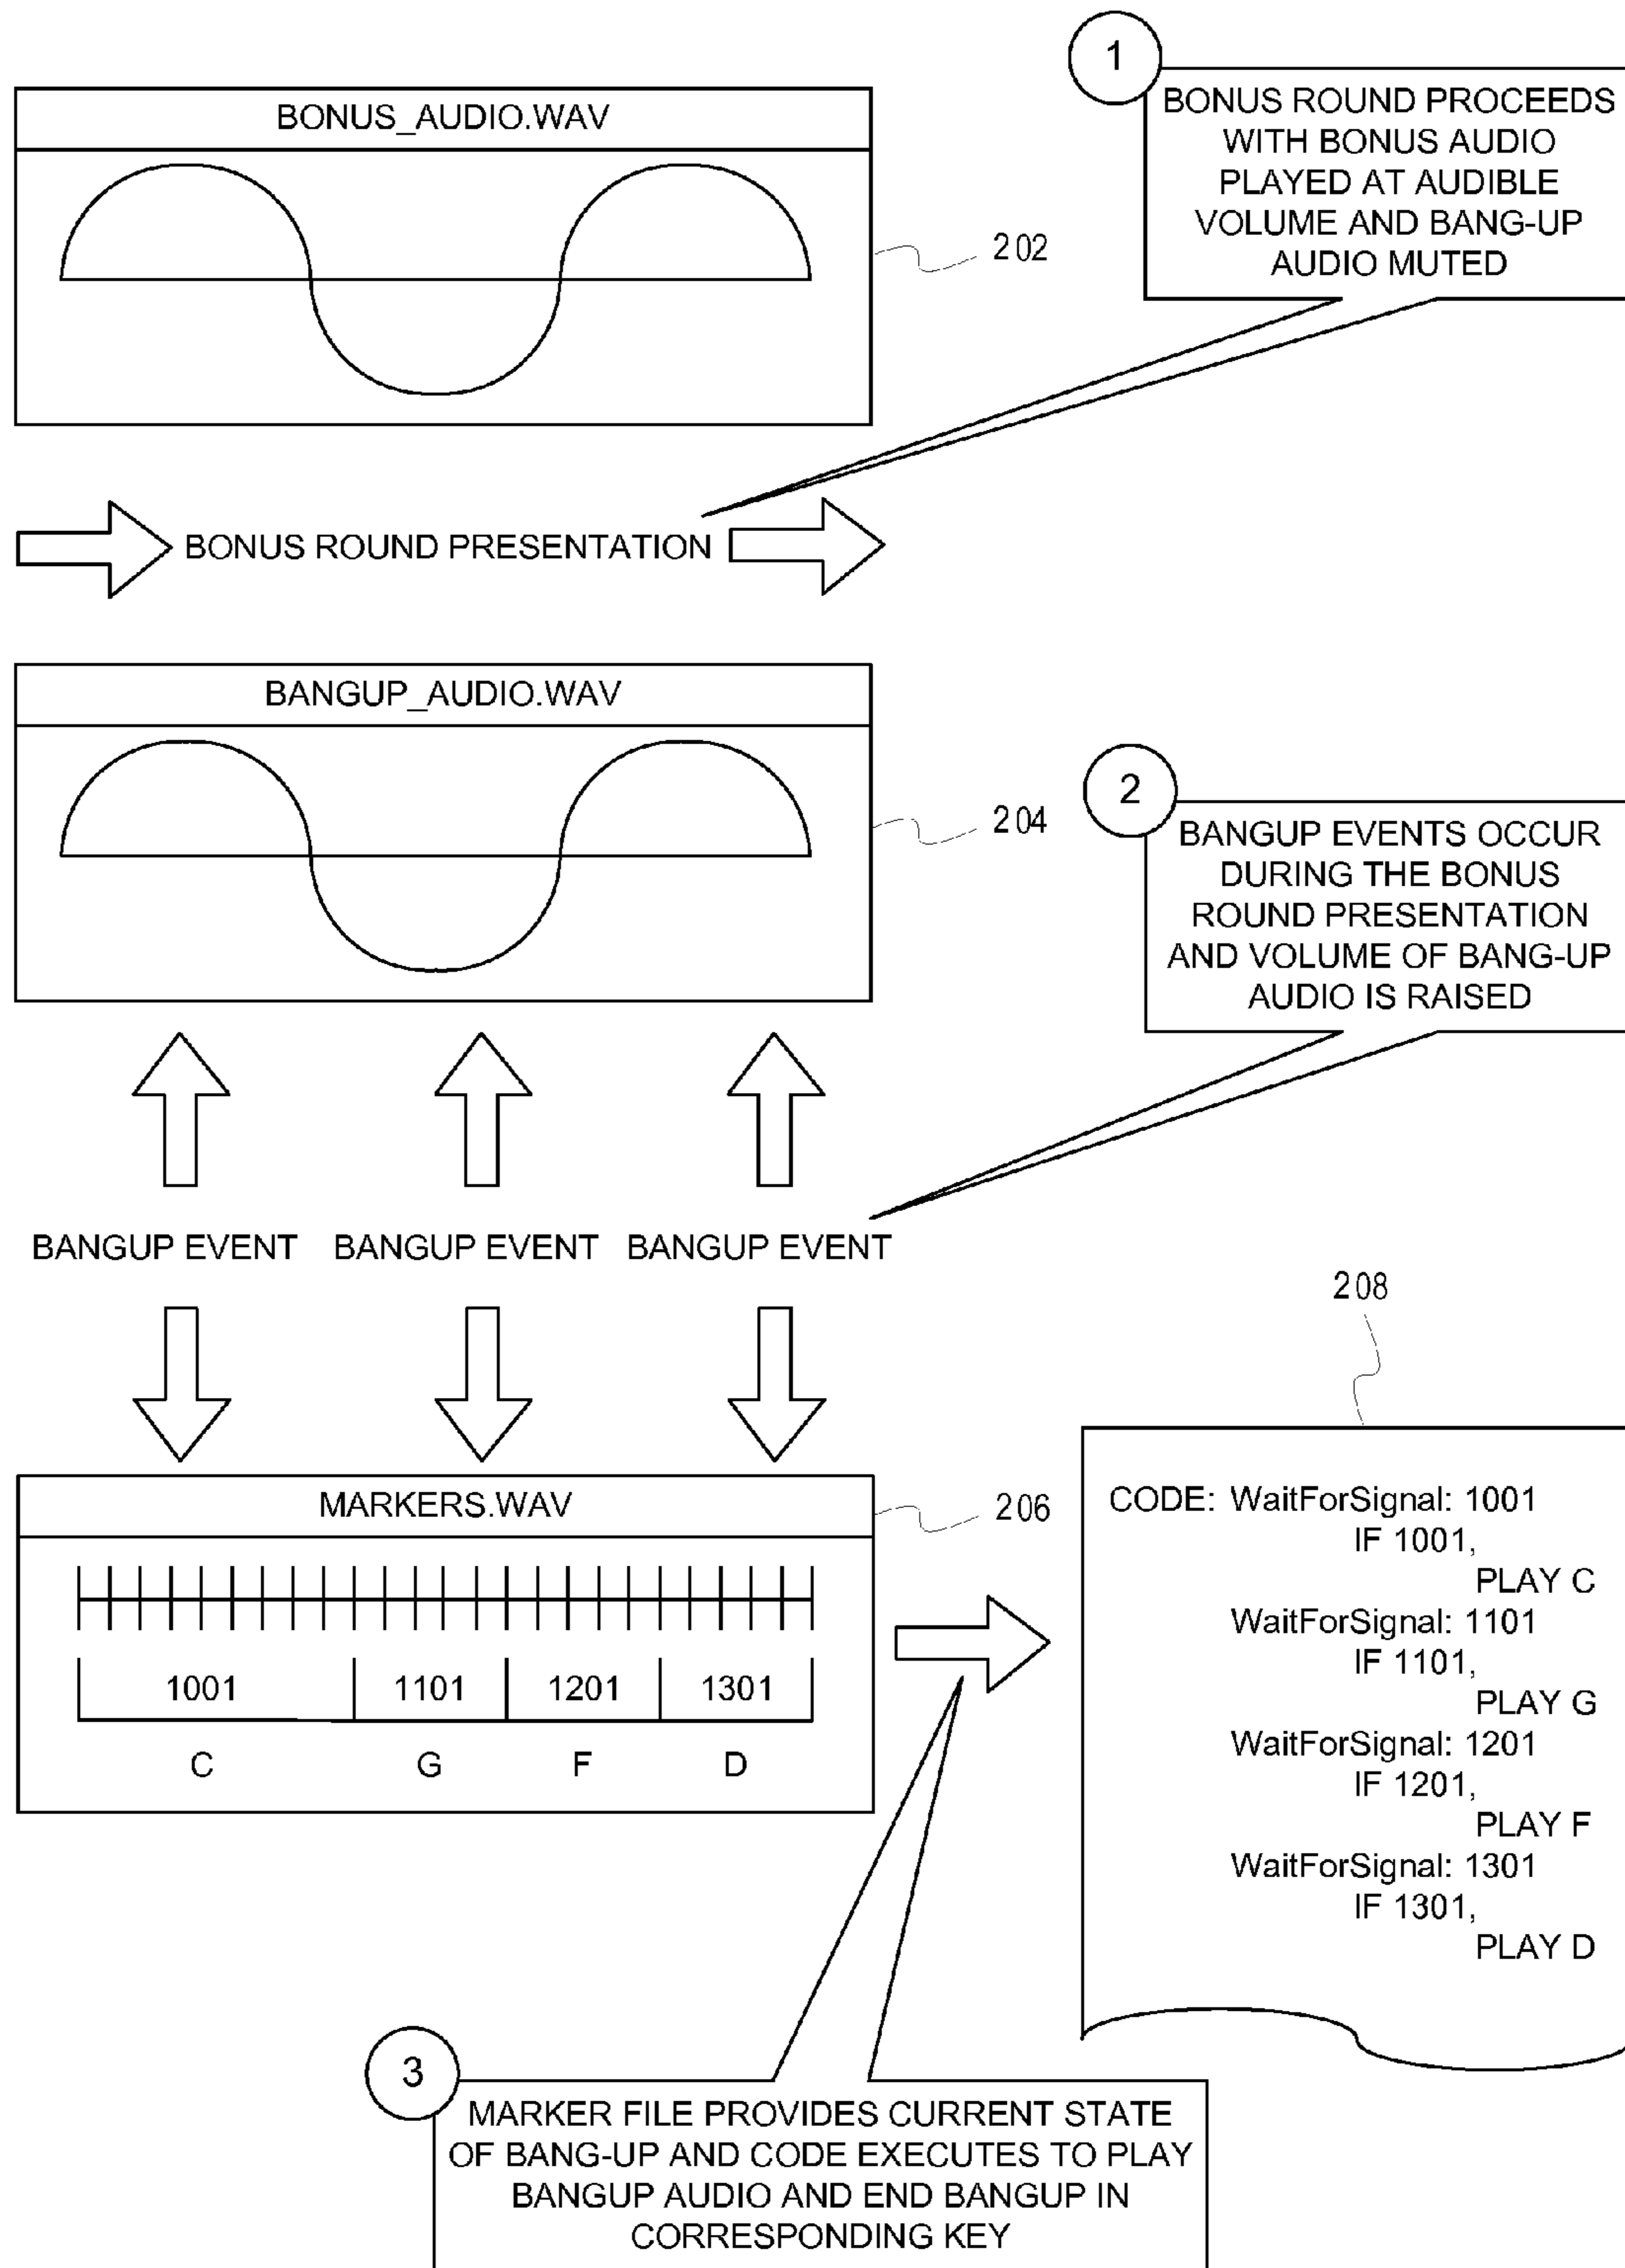 1
BONUS ROUND PROCEEDS
WITH BONUS AUDIO
PLAYED AT AUDIBLE
VOLUME AND BANG-UP
AUDIO MUTED
BONUS_AUDIO.WAV
202
BONUS ROUND PRESENTATION
BANGUP_AUDIO.WAV
204
2
BANGUP EVENTS OCCUR
DURING THE BONUS
ROUND PRESENTATION
AND VOLUME OF BANG-UP
AUDIO IS RAISED
BANGUP EVENT BANGUP EVENT BANGUP EVENT
MARKERS.WAV
206
1001 1101 1201 1301
C G F D
208
CODE: WaitForSignal: 1001
IF 1001,
PLAY C
WaitForSignal: 1101
IF 1101,
PLAY G
WaitForSignal: 1201
IF 1201,
PLAY F
WaitForSignal: 1301
IF 1301,
PLAY D
3
MARKER FILE PROVIDES CURRENT STATE
OF BANG-UP AND CODE EXECUTES TO PLAY
BANGUP AUDIO AND END BANGUP IN
CORRESPONDING KEY